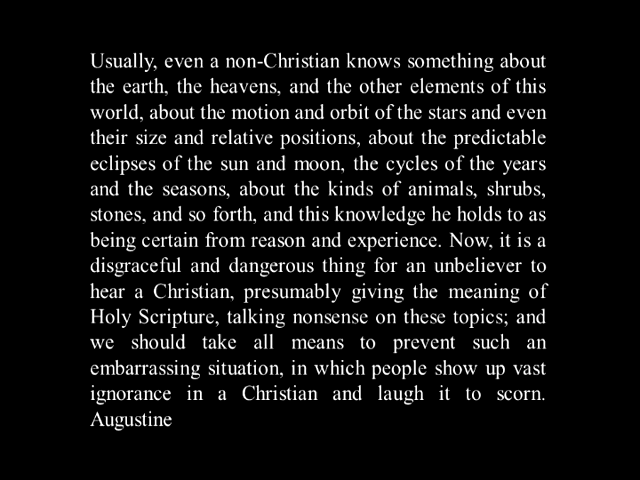 Usually, even a non-Christian knows something about
the earth, the heavens, and the other elements of this
world, about the motion and orbit of the stars and even
their size and relative positions, about the predictable
eclipses of the sun and moon, the cycles of the years
and the seasons, about the kinds of animals, shrubs,
stones, and so forth, and this knowledge he holds to as
being certain from reason and experience. Now, it is a
disgraceful and dangerous thing for an unbeliever to
hear a Christian, presumably giving the meaning of
Holy Scripture, talking nonsense on these topics; and
we should take all means to prevent such an
embarrassing situation, in which people show up vast
ignorance in a Christian and laugh it to scorn.
Augustine